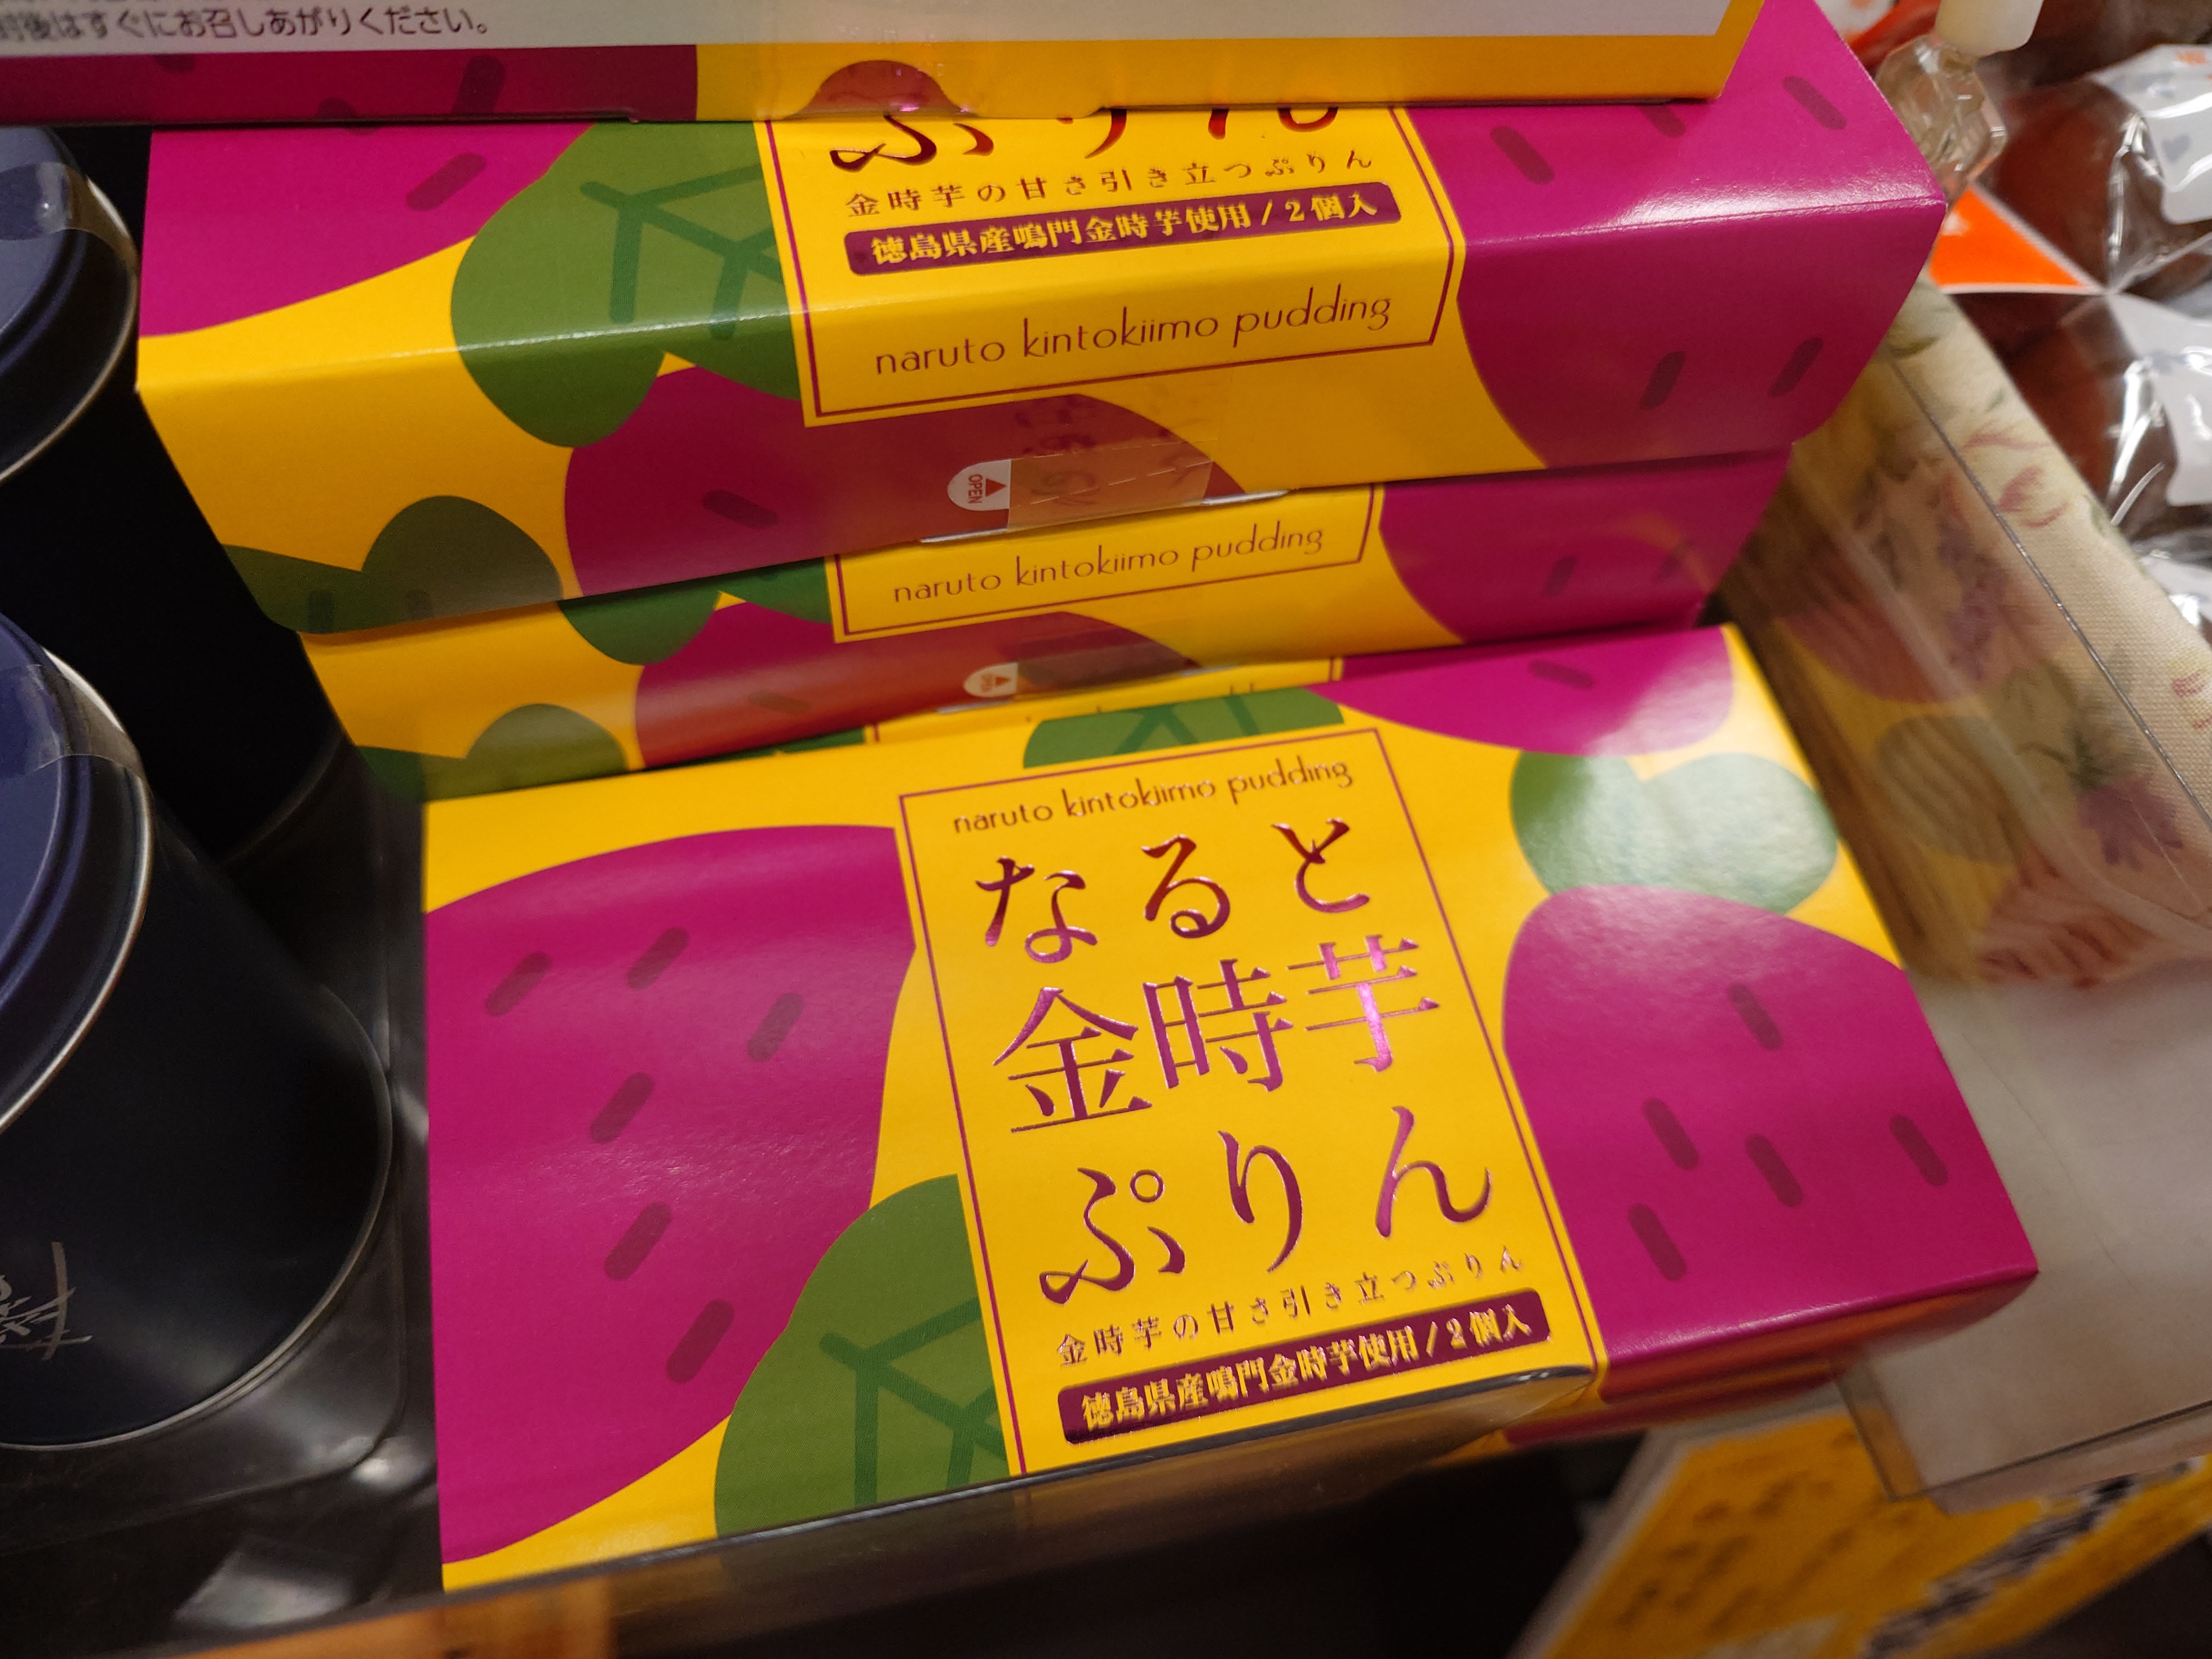 後はすぐにお召しあがりください。
ぷりん
金時芋の甘さ引き立つぷりん
徳島県産鳴門金時芋使用/2個入
naruto kintokiimo pudding
OPEN
naruto kintokiimo pudding
OPEN
naruto kintokiimo pudding
なると
金時芋
ぷりん
金時芋の甘さ引き立つぷりん
徳島県産鳴門金時芋使用/2個入